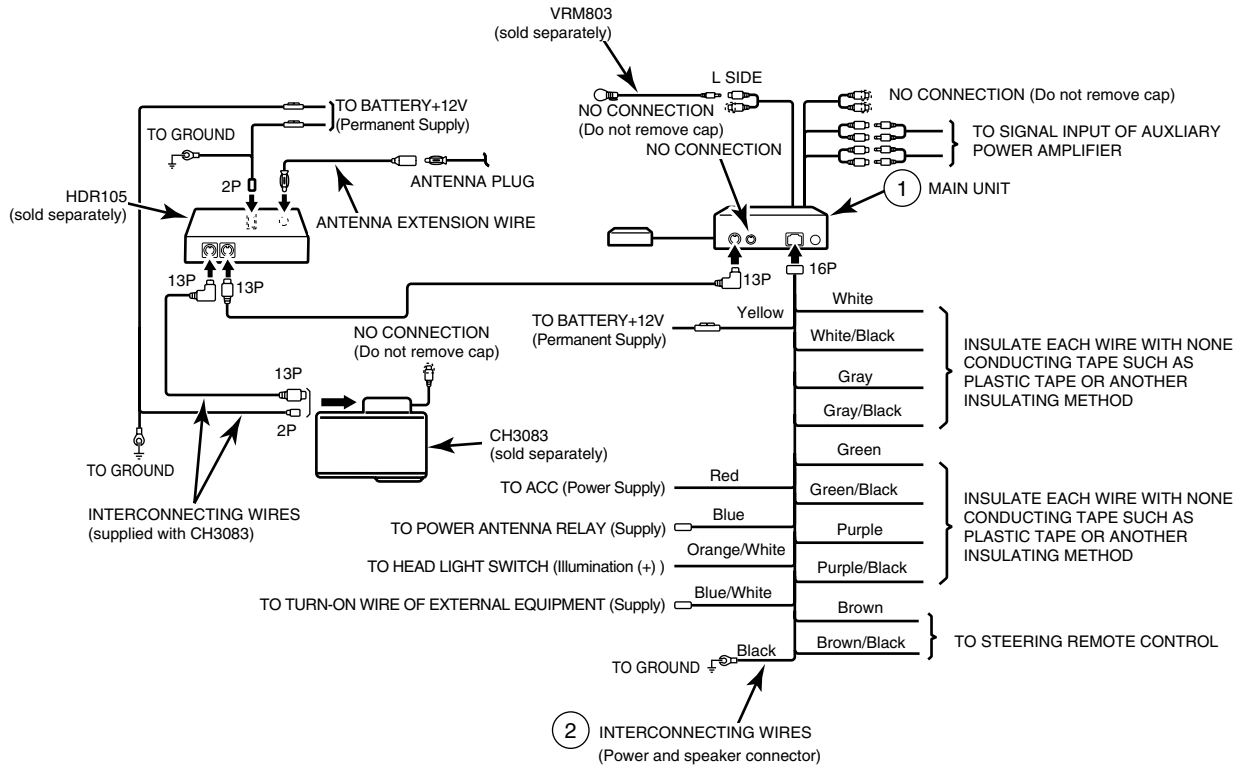 VRM803
(sold separately)
L SIDE
NO CONNECTION
(Do not remove cap)
NO CONNECTION
NO CONNECTION (Do not remove cap)
TO SIGNAL INPUT OF AUXLIARY
POWER AMPLIFIER
1 MAIN UNIT
TO BATTERY+12V
(Permanent Supply)
TO GROUND
2P
ANTENNA PLUG
HDR105
(sold separately)
ANTENNA EXTENSION WIRE
13P
13P
13P
16P
NO CONNECTION
(Do not remove cap)
13P
2P
CH3083
(sold separately)
TO GROUND
INTERCONNECTING WIRES
(supplied with CH3083)
TO BATTERY+12V
(Permanent Supply)
Yellow
White
White/Black
Gray
Gray/Black
INSULATE EACH WIRE WITH NONE
CONDUCTING TAPE SUCH AS
PLASTIC TAPE OR ANOTHER
INSULATING METHOD
Green
Green/Black
Purple
Purple/Black
INSULATE EACH WIRE WITH NONE
CONDUCTING TAPE SUCH AS
PLASTIC TAPE OR ANOTHER
INSULATING METHOD
TO ACC (Power Supply)
Red
TO POWER ANTENNA RELAY (Supply)
Blue
TO HEAD LIGHT SWITCH (Illumination (+) )
Orange/White
TO TURN-ON WIRE OF EXTERNAL EQUIPMENT (Supply)
Blue/White
Brown
Brown/Black
TO STEERING REMOTE CONTROL
TO GROUND
Black
2 INTERCONNECTING WIRES
(Power and speaker connector)